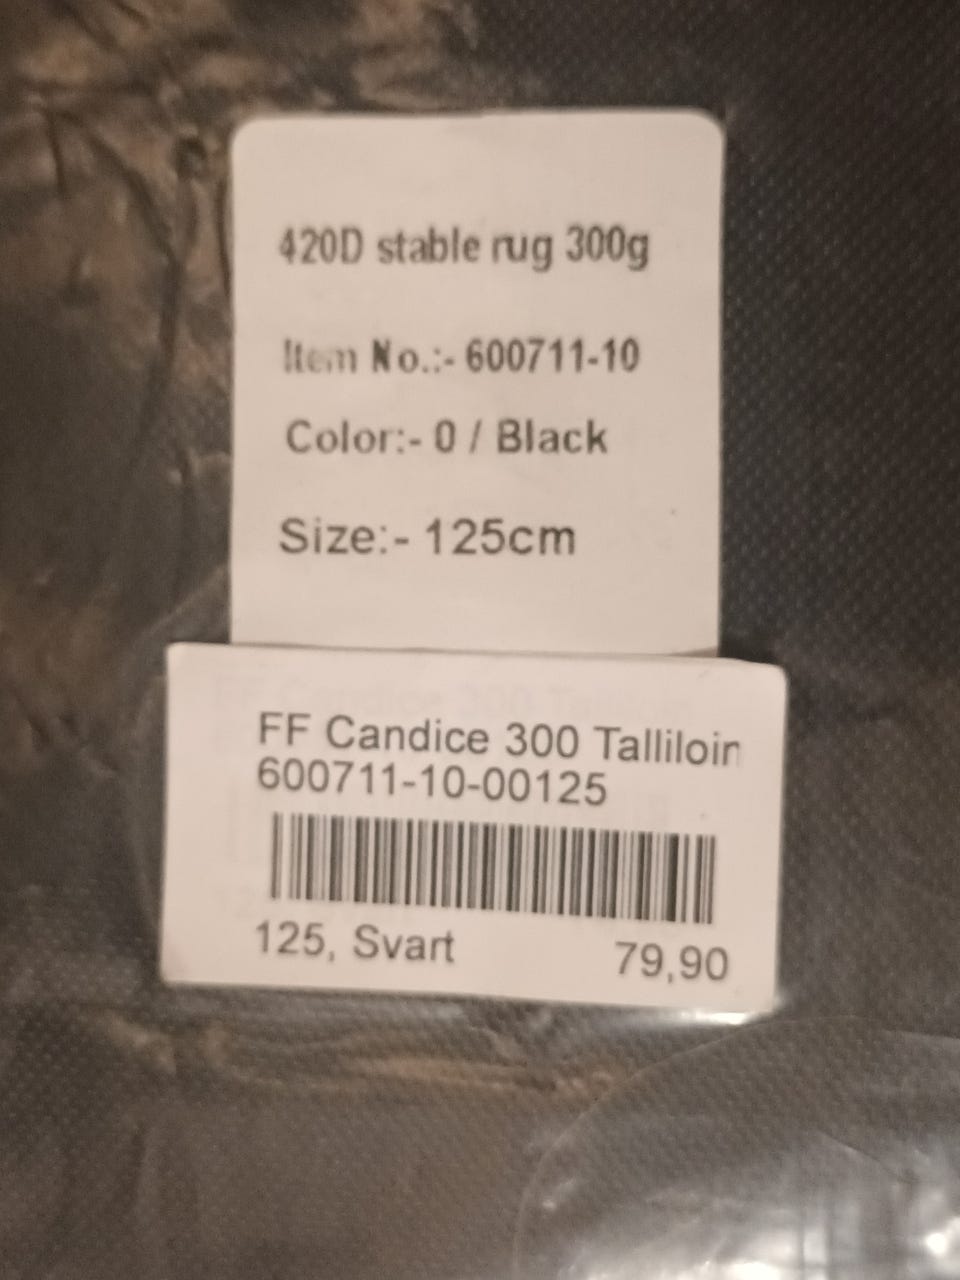 420D stable rug 300g
Item No.:- 600711-10
Color:- 0 / Black
Size:- 125cm
FF Candice 300 Talliloin
600711-10-00125
125, Svart 79,90